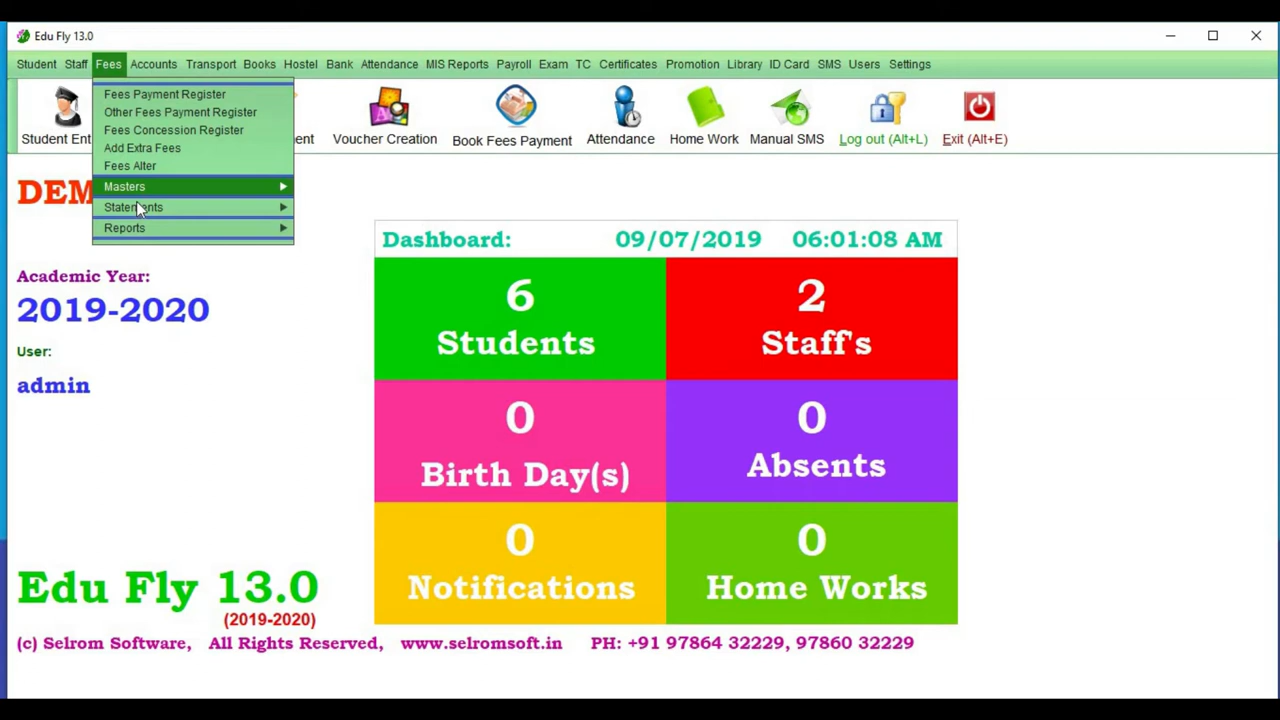 Edu Fly 13.0
Student Staff Fees Accounts Transport Books Hostel Bank Attendance MIS Reports Payroll Exam TC Certificates Promotion Library ID Card SMS Users Settings
Fees Payment Register
Other Fees Payment Register
Fees Concession Register
Add Extra Fees
Fees Alter
Masters
Statements
Reports
Student Ent
ment
Voucher Creation
Book Fees Payment
Attendance
Home Work
Manual SMS
Log out (Alt+L)
Exit (Alt+E)
DEM
Academic Year:
2019-2020
User:
admin
Dashboard: 09/07/2019 06:01:08 AM
6
Students
2
Staff's
0
Birth Day(s)
0
Absents
0
Notifications
0
Home Works
Edu Fly 13.0
(2019-2020)
(c) Selrom Software, All Rights Reserved, www.selromsoft.in PH: +91 97864 32229, 97860 32229